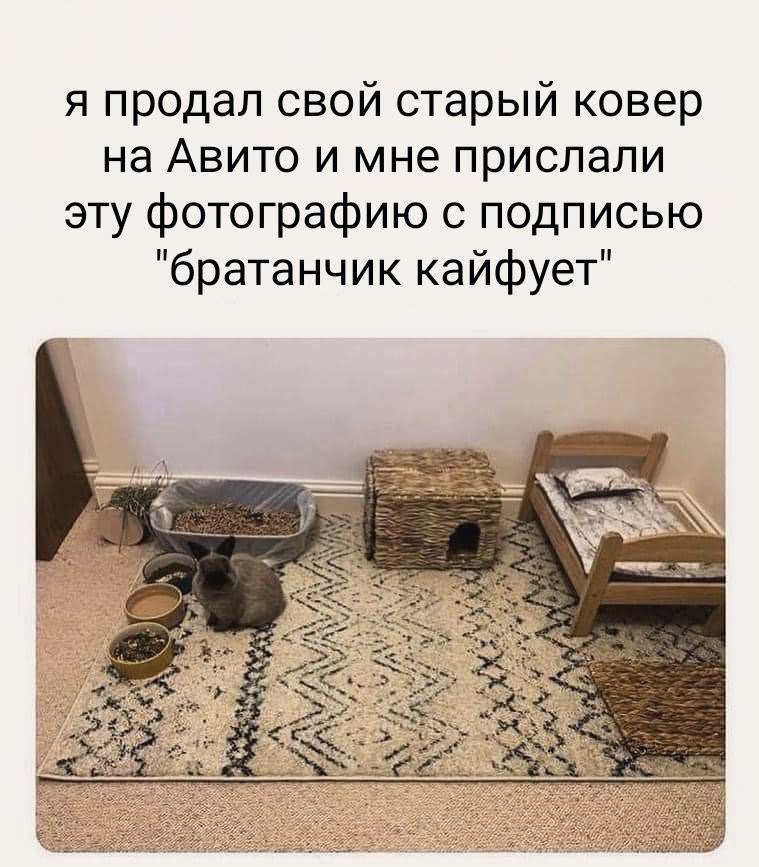 я продал свой старый ковер
на Авито и мне прислали
эту фотографию с подписью
"братанчик кайфует"